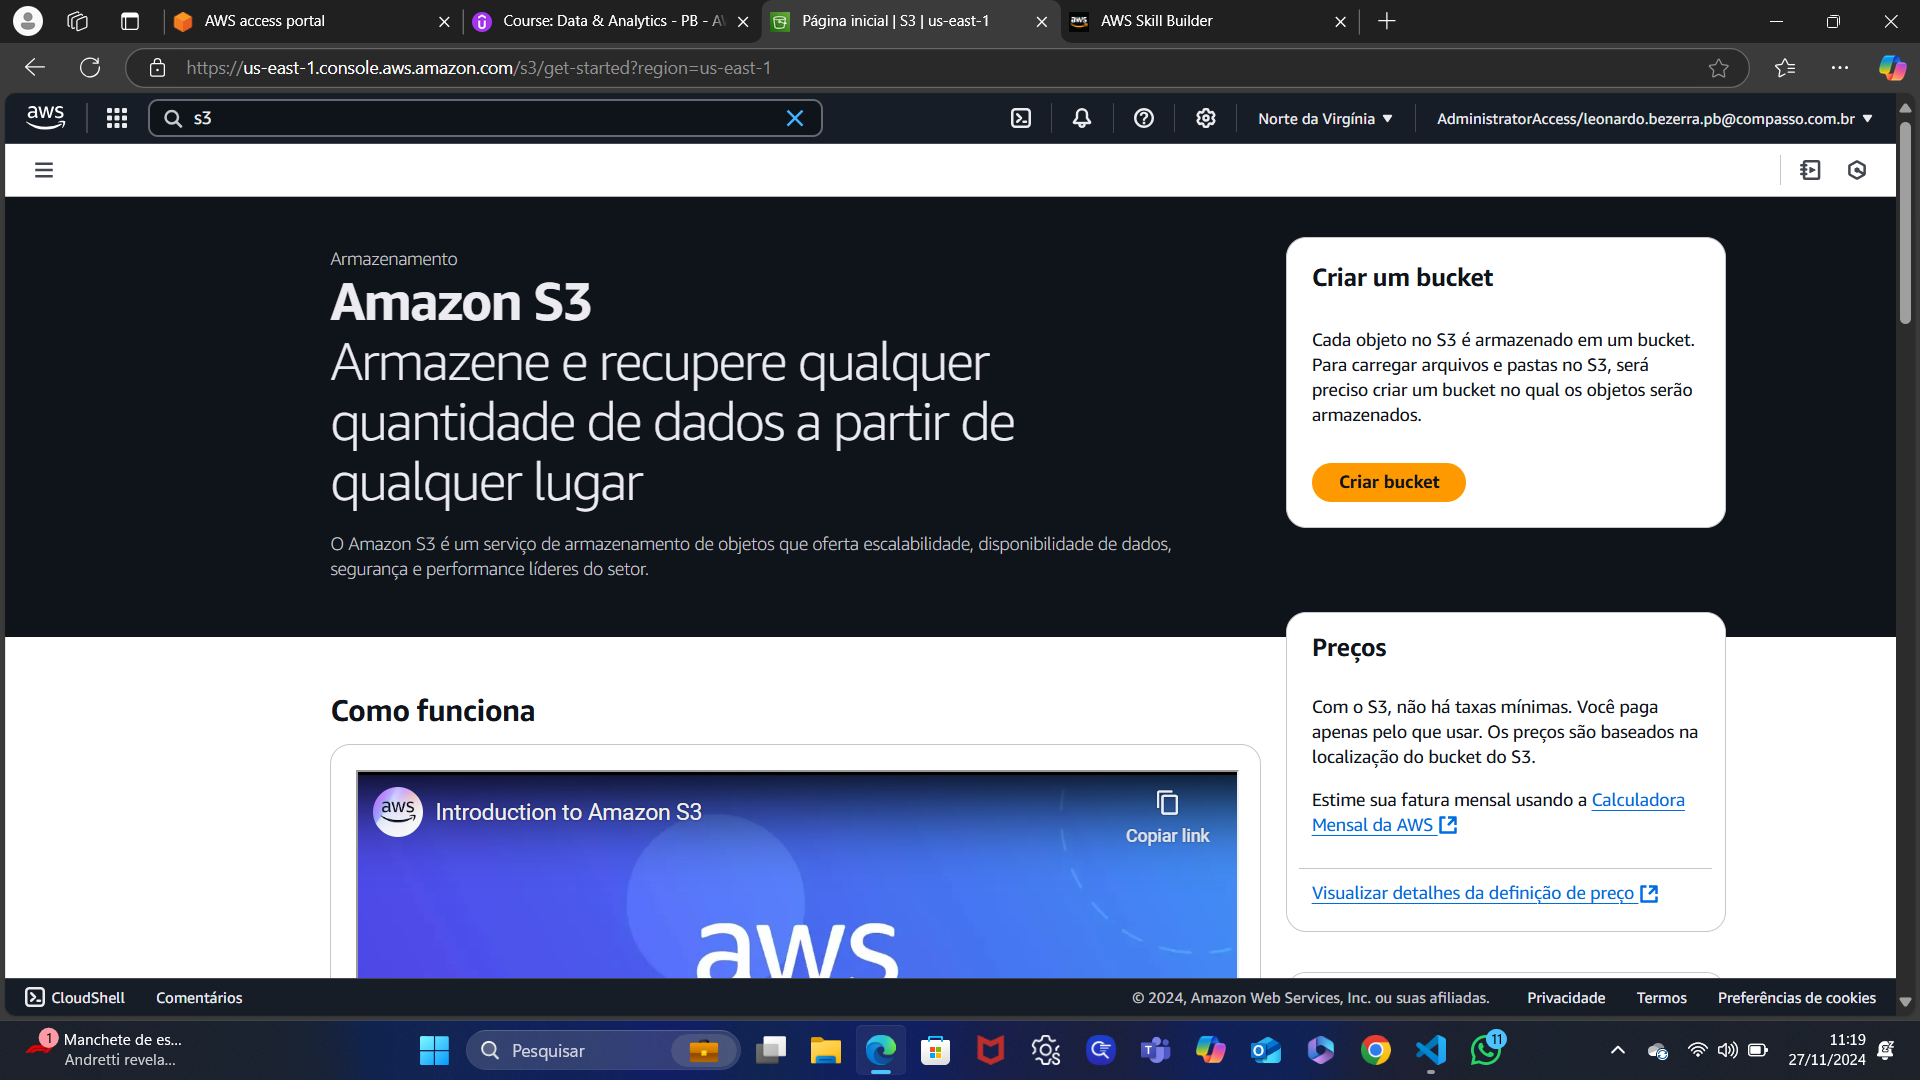 AWS access portal
Course: Data & Analytics - PB - A
Página inicial | S3 | us-east-1
AWS Skill Builder
https://us-east-1.console.aws.amazon.com/s3/get-started?region=us-east-1
aws
s3
Norte da Virgínia
AdministratorAccess/leonardo.bezerra.pb@compasso.com.br
Armazenamento
Amazon S3
Armazene e recupere qualquer
quantidade de dados a partir de
qualquer lugar
O Amazon S3 é um serviço de armazenamento de objetos que oferta escalabilidade, disponibilidade de dados,
segurança e performance líderes do setor.
Criar um bucket
Cada objeto no S3 é armazenado em um bucket.
Para carregar arquivos e pastas no S3, será
preciso criar um bucket no qual os objetos serão
armazenados.
Criar bucket
Preços
Com o S3, não há taxas mínimas. Você paga
apenas pelo que usar. Os preços são baseados na
localização do bucket do S3.
Estime sua fatura mensal usando a Calculadora
Mensal da AWS
Visualizar detalhes da definição de preço
Como funciona
aws
Introduction to Amazon S3
Copiar link
aws
CloudShell
Comentários
© 2024, Amazon Web Services, Inc. ou suas afiliadas.
Privacidade
Termos
Preferências de cookies
1
Manchete de es...
Andretti revela...
Pesquisar
11
11:19
27/11/2024